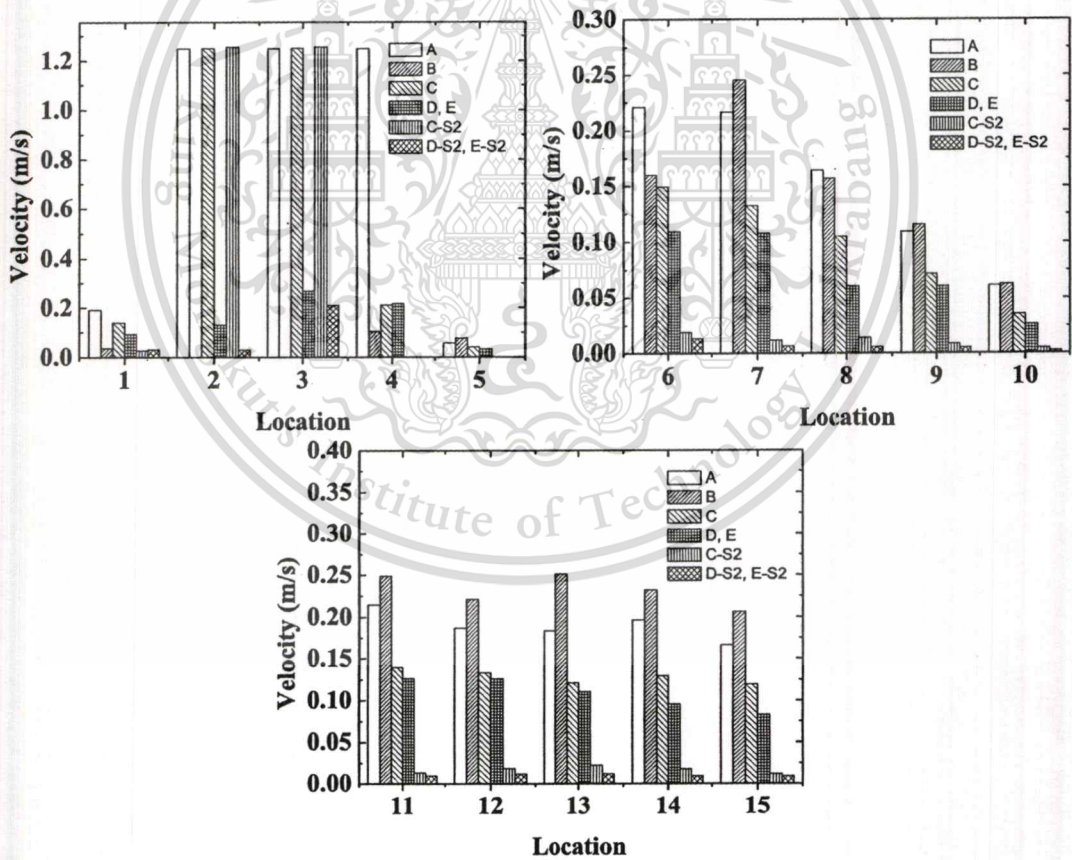 Velocity (m/s)
1.2
1.0
0.8
0.6
0.4
0.2
0.0
A
B
C
D, E
C-S2
D-S2, E-S2
1 2 3 4 5
Location
Velocity (m/s)
0.30
0.25
0.20
0.15
0.10
0.05
0.00
A
B
C
D, E
C-S2
D-S2, E-S2
6 7 8 9 10
Location
Velocity (m/s)
0.40
0.35
0.30
0.25
0.20
0.15
0.10
0.05
0.00
A
B
C
D, E
C-S2
D-S2, E-S2
11 12 13 14 15
Location
Institute of Technology
krabang